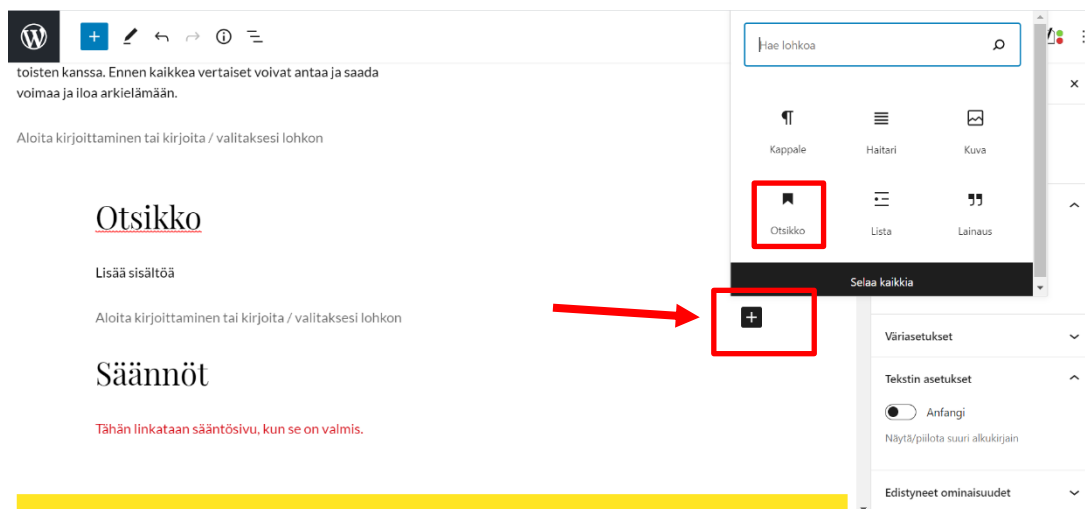 toisten kanssa. Ennen kaikkea vertaiset voivat antaa ja saada
voimaa ja iloa arkielämään.
Aloita kirjoittaminen tai kirjoita / valitaksesi lohkon
Otsikko
Lisää sisältöä
Aloita kirjoittaminen tai kirjoita / valitaksesi lohkon
Säännöt
Tähän linkataan sääntösivu, kun se on valmis.
Hae lohkoa
Kappale
Haitari
Kuva
Otsikko
Lista
Lainaus
Selaa kaikkia
Väriasetukset
Tekstin asetukset
Anfangi
Näytä/piilota suuri alkukirjain
Edistyneet ominaisuudet